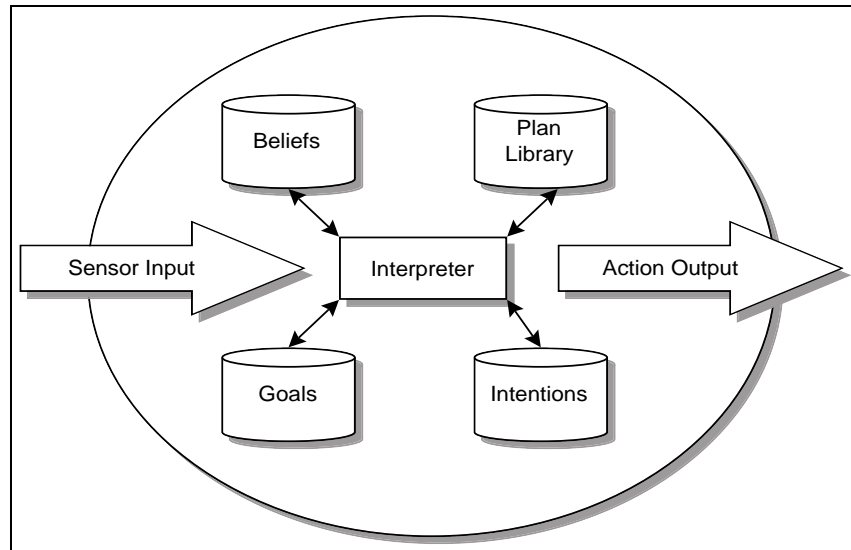 Beliefs
Plan
Library
Sensor Input
Interpreter
Action Output
Goals
Intentions